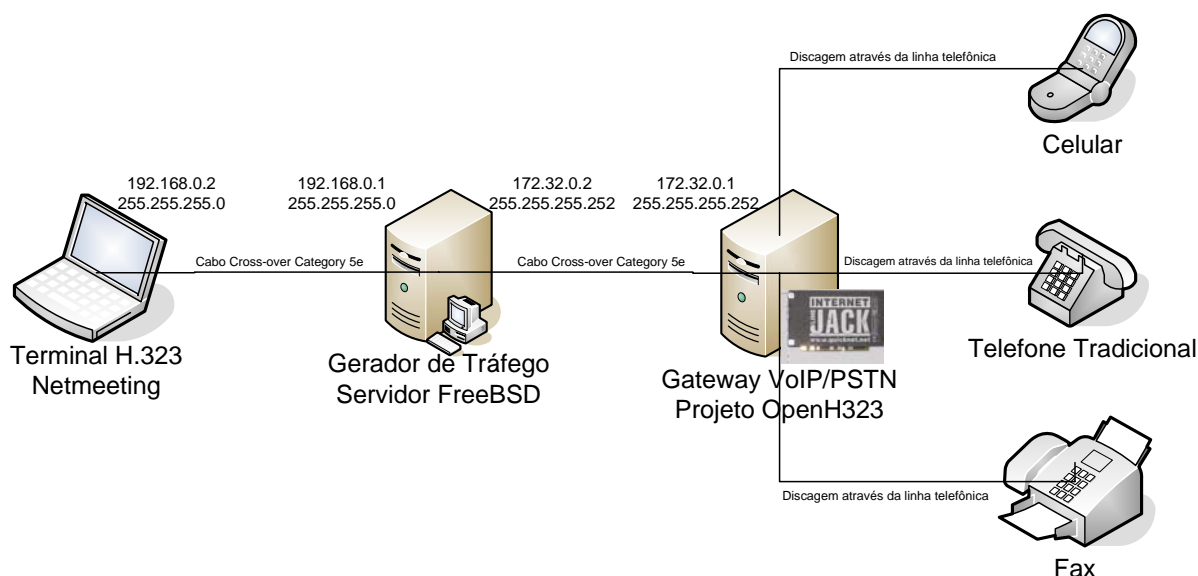 Discagem através da linha telefônica
Celular
192.168.0.2
255.255.255.0
192.168.0.1
255.255.255.0
172.32.0.2
255.255.255.252
172.32.0.1
255.255.255.252
Cabo Cross-over Category 5e
Cabo Cross-over Category 5e
Discagem através da linha telefônica
INTERNET
JACK
www.quicknet.net
Terminal H.323
Netmeeting
Gerador de Tráfego
Servidor FreeBSD
Gateway VoIP/PSTN
Projeto OpenH323
Telefone Tradicional
Discagem através da linha telefônica
Fax